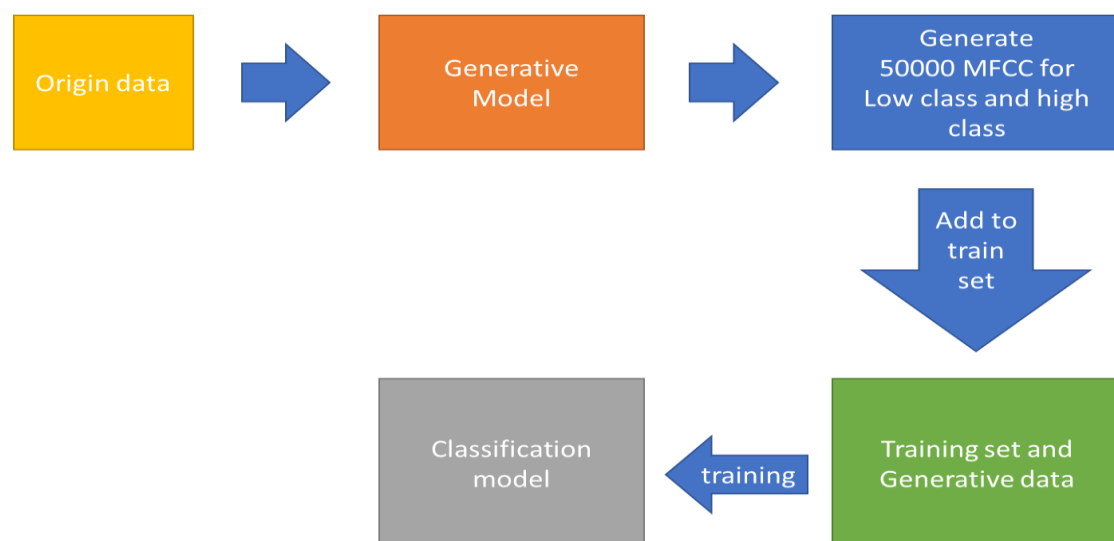 Origin data
Generative
Model
Generate
50000 MFCC for
Low class and high
class
Add to
train
set
Classification
model
training
Training set and
Generative data